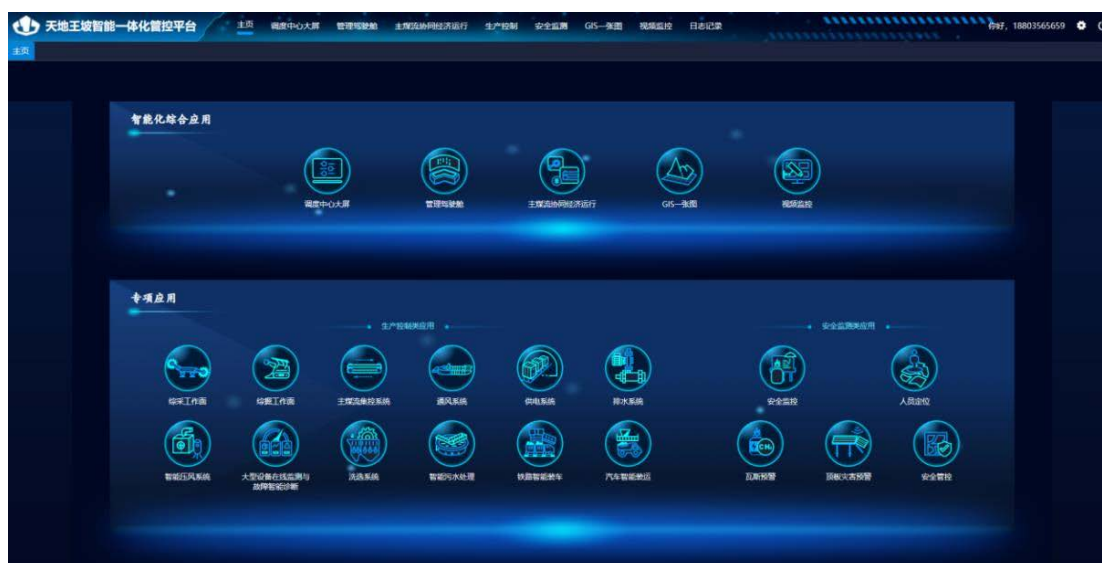 天地王坡智能一体化管控平台
主页 调度中心大屏 管理驾驶舱 主煤流协同经济运行 生产控制 安全监测 GIS一张图 视频监控 日志记录
你好，18803565659
主页
智能化综合应用
调度中心大屏 管理驾驶舱 主煤流协同经济运行 GIS一张图 视频监控
专项应用
生产控制类应用 安全监测类应用
综采工作面 综掘工作面 主煤流集控系统 通风系统 供电系统 排水系统 安全监控 人员定位
CH₄
智能压风系统 大型设备在线监测与 洗选系统 智能污水处理 铁路智能装车 汽车智能装运 瓦斯预警 顶板灾害预警 安全管控
故障智能诊断